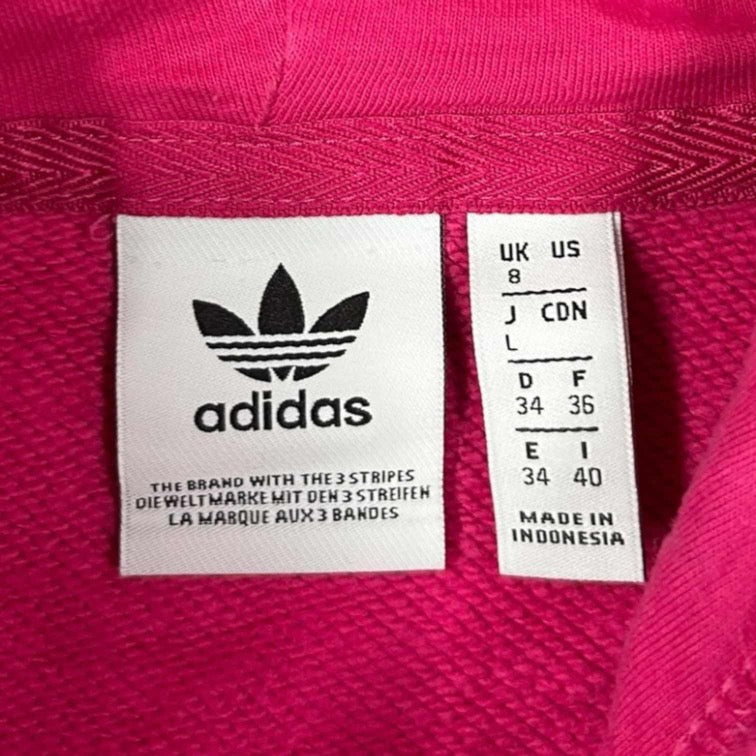 adidas
THE BRAND WITH THE 3 STRIPES
DIE WELTMARKE MIT DEN 3 STREIFEN
LA MARQUE AUX 3 BANDES
UK US
8
J CDN
L
D F
34 36
E I
34 40
MADE IN
INDONESIA